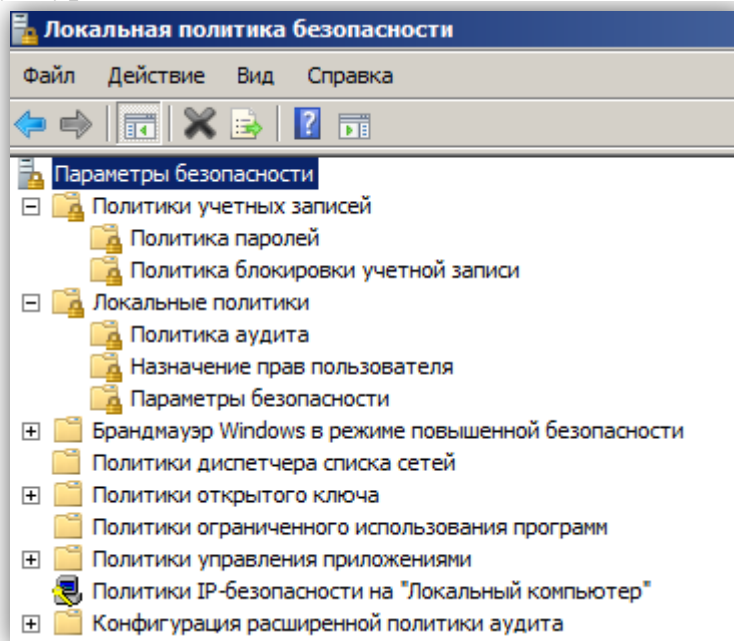 Локальная политика безопасности
Файл Действие Вид Справка
Параметры безопасности
Политики учетных записей
Политика паролей
Политика блокировки учетной записи
Локальные политики
Политика аудита
Назначение прав пользователя
Параметры безопасности
Брандмауэр Windows в режиме повышенной безопасности
Политики диспетчера списка сетей
Политики открытого ключа
Политики ограниченного использования программ
Политики управления приложениями
Политики IP-безопасности на "Локальный компьютер"
Конфигурация расширенной политики аудита